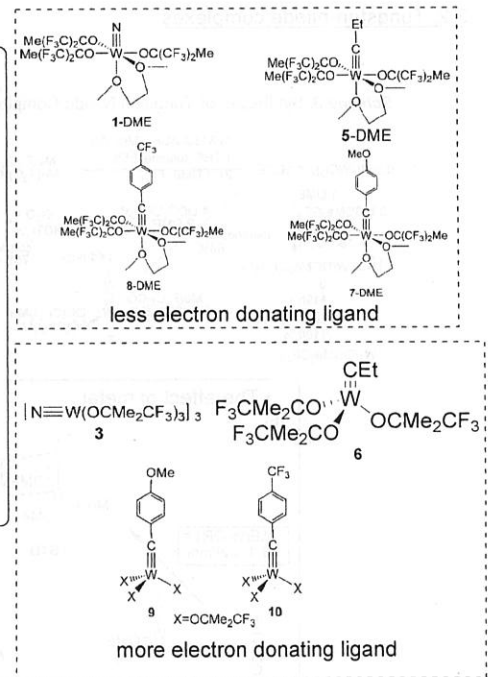 N
Me(F3C)2CO
Me(F3C)2CO
W
OC(CF3)2Me
O
O
1-DME
Et
C
Me(F3C)2CO
Me(F3C)2CO
W
OC(CF3)2Me
O
O
5-DME
CF3
C
Me(F3C)2CO
Me(F3C)2CO
W
OC(CF3)2Me
O
O
8-DME
MeO
C
Me(F3C)2CO
Me(F3C)2CO
W
OC(CF3)2Me
O
O
7-DME
less electron donating ligand
[N≡W(OCMe2CF3)3]3
3
CEt
F3CMe2CO
W
F3CMe2CO
OCMe2CF3
6
OMe
C
W
X
X
X
9
CF3
C
W
X
X
X
10
X=OCMe2CF3
more electron donating ligand